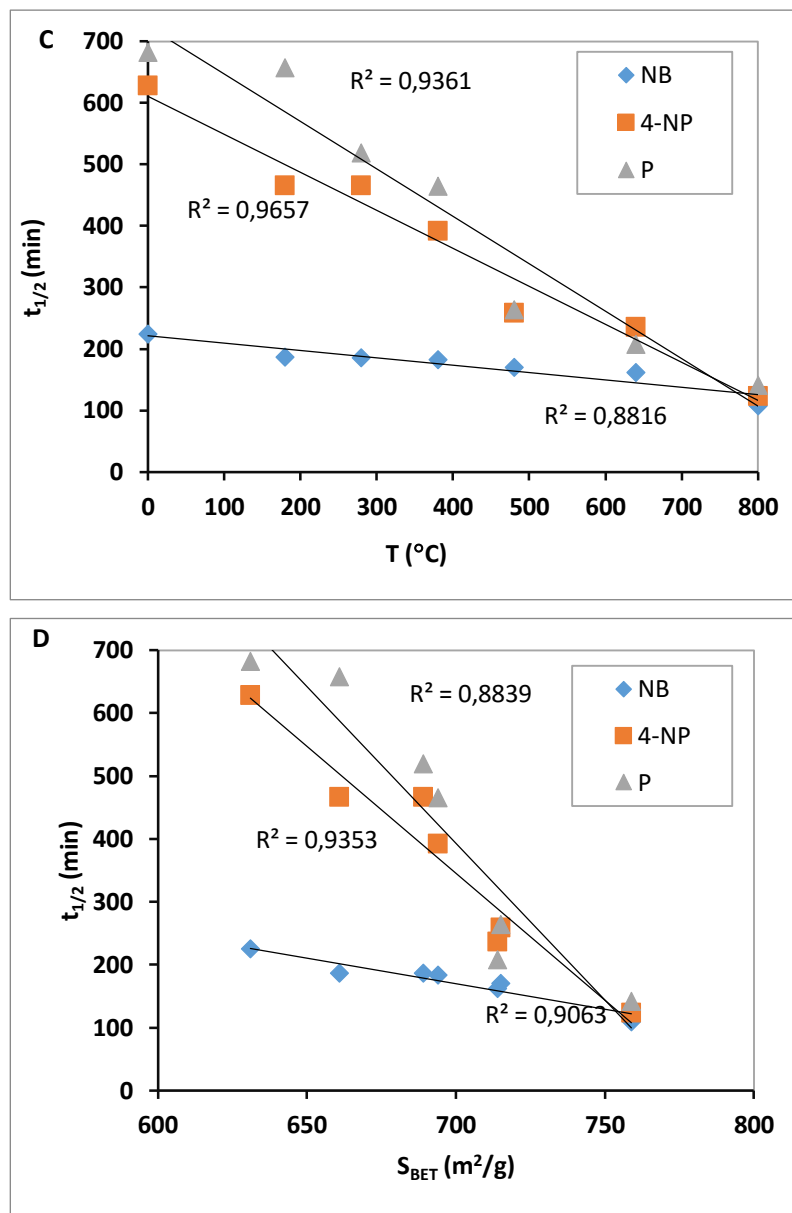 C
700
600
500
400
300
200
100
0
t1/2 (min)
R² = 0,9361
R² = 0,9657
R² = 0,8816
NB
4-NP
P
0 100 200 300 400 500 600 700 800
T (°C)
D
700
600
500
400
300
200
100
0
t1/2 (min)
R² = 0,8839
R² = 0,9353
R² = 0,9063
NB
4-NP
P
600 650 700 750 800
SBET (m²/g)